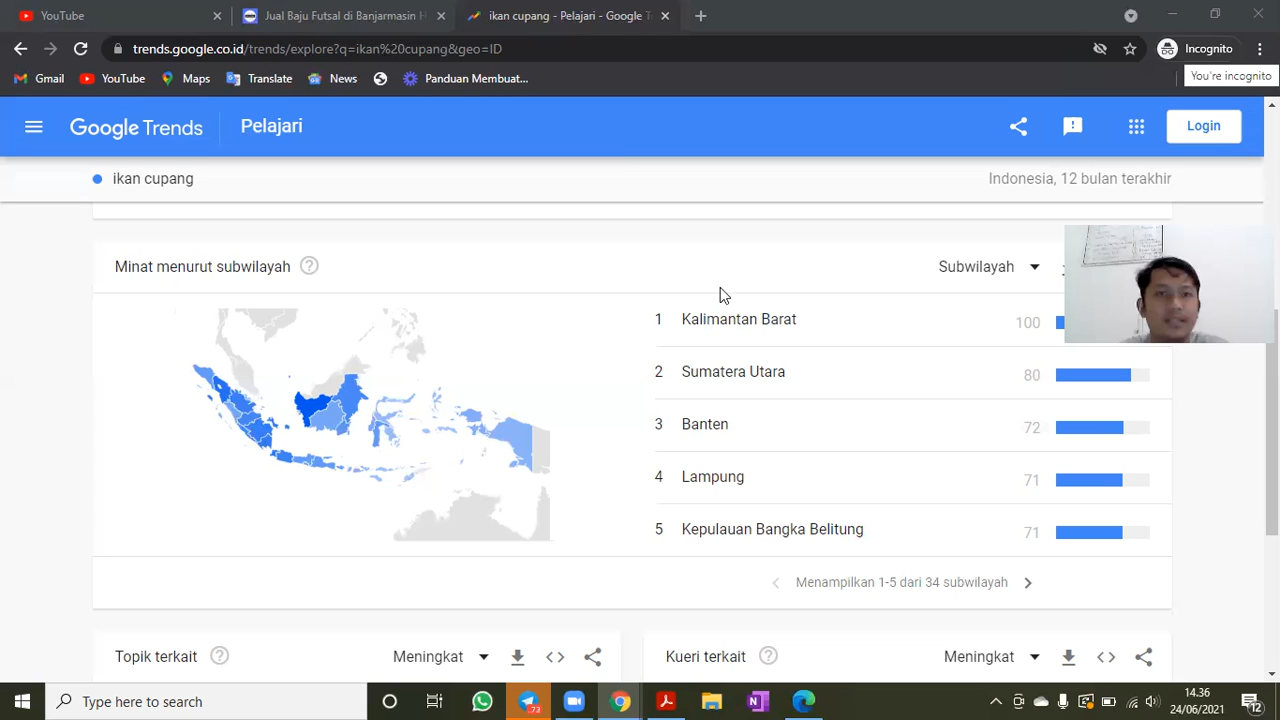 YouTube
Jual Baju Futsal di Banjarmasin H
ikan cupang - Pelajari - Google T
trends.google.co.id/trends/explore?q=ikan%20cupang&geo=ID
Incognito
Gmail
YouTube
Maps
Translate
News
Panduan Membuat...
You're incognito
Google Trends
Pelajari
Login
ikan cupang
Indonesia, 12 bulan terakhir
Minat menurut subwilayah
Subwilayah
1 Kalimantan Barat 100
2 Sumatera Utara 80
3 Banten 72
4 Lampung 71
5 Kepulauan Bangka Belitung 71
Menampilkan 1-5 dari 34 subwilayah
Topik terkait
Meningkat
Kueri terkait
Meningkat
Type here to search
73
14.36
24/06/2021
12